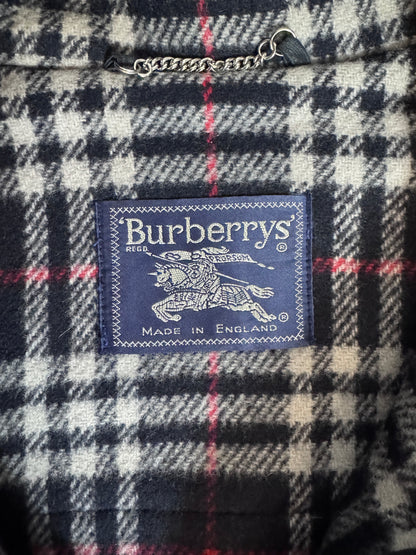 Burberrys'
REGD. PRORSUM ®
®
MADE IN ENGLAND